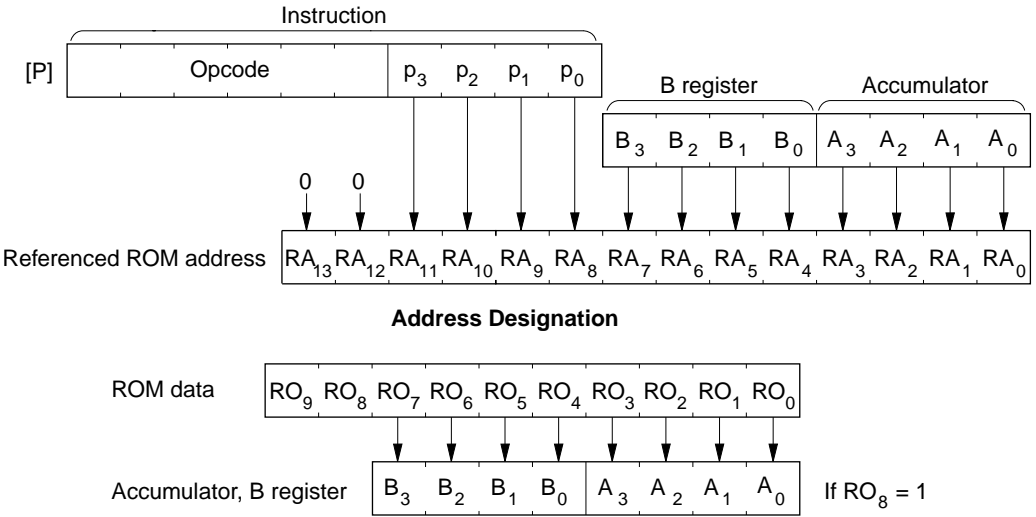 Instruction
[P] Opcode p3 p2 p1 p0
B register Accumulator
B3 B2 B1 B0 A3 A2 A1 A0
0 0
Referenced ROM address RA13 RA12 RA11 RA10 RA9 RA8 RA7 RA6 RA5 RA4 RA3 RA2 RA1 RA0
Address Designation
ROM data RO9 RO8 RO7 RO6 RO5 RO4 RO3 RO2 RO1 RO0
Accumulator, B register B3 B2 B1 B0 A3 A2 A1 A0 If RO8 = 1